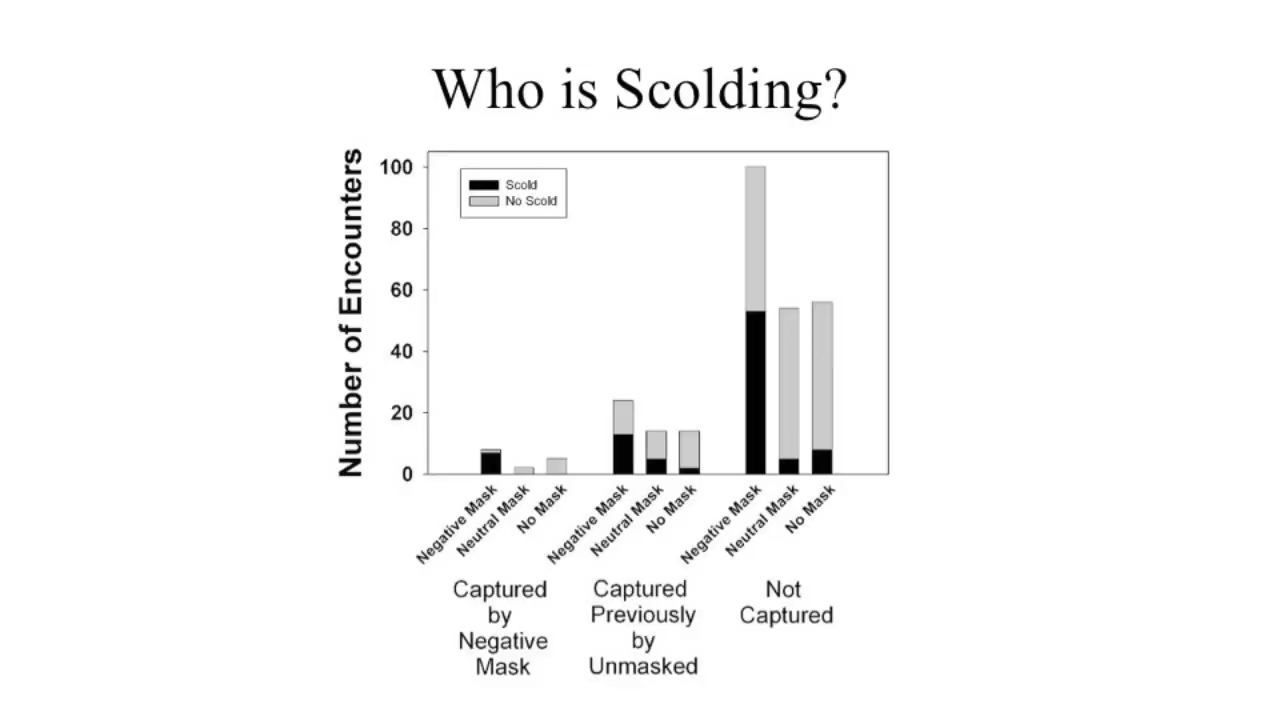 Who is Scolding?
Number of Encounters
100
80
60
40
20
0
Scold
No Scold
Negative Mask
Neutral Mask
No Mask
Negative Mask
Neutral Mask
No Mask
Negative Mask
Neutral Mask
No Mask
Captured
by
Negative
Mask
Captured
Previously
by
Unmasked
Not
Captured